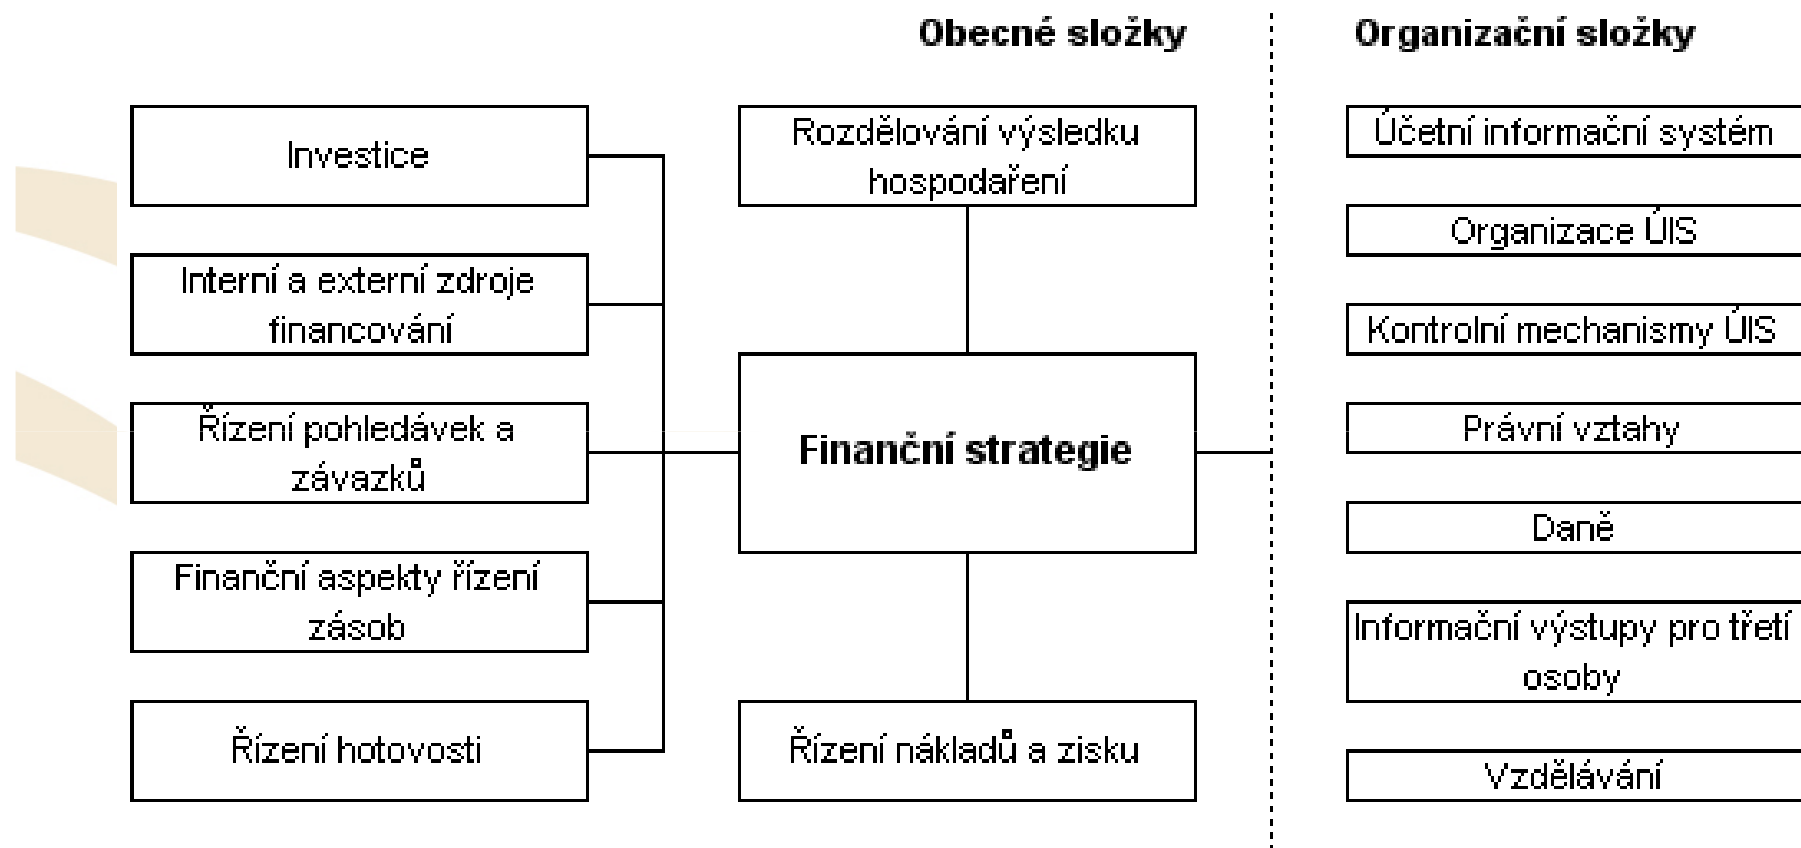 Obecné složky
Organizační složky
Investice
Interní a externí zdroje
financování
Řízení pohledávek a
závazků
Finanční aspekty řízení
zásob
Řízení hotovosti
Rozdělování výsledku
hospodaření
Finanční strategie
Řízení nákladů a zisku
Účetní informační systém
Organizace ÚIS
Kontrolní mechanismy ÚIS
Právní vztahy
Daně
Informační výstupy pro třetí
osoby
Vzdělávání